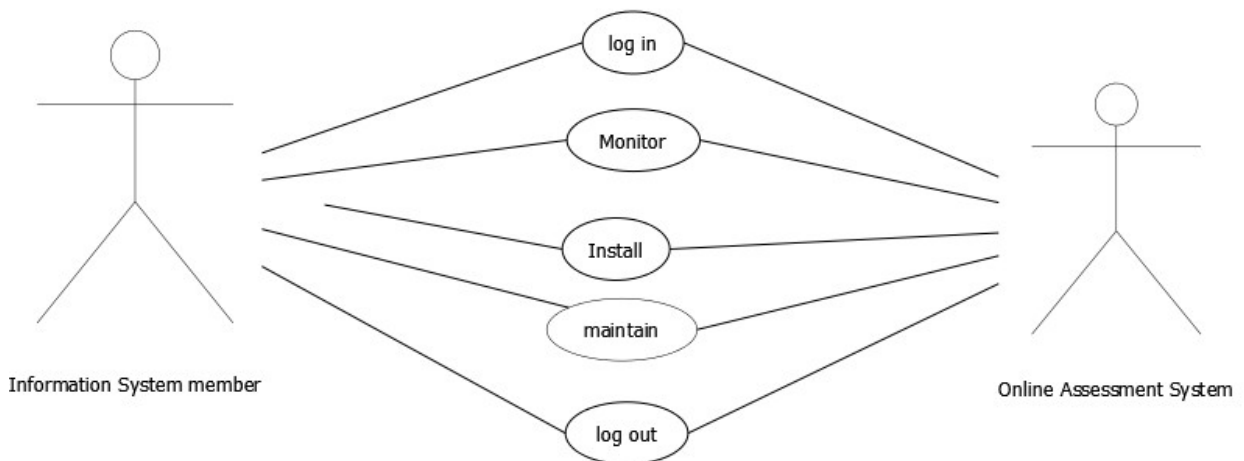 log in
Monitor
Install
maintain
Information System member
Online Assessment System
log out